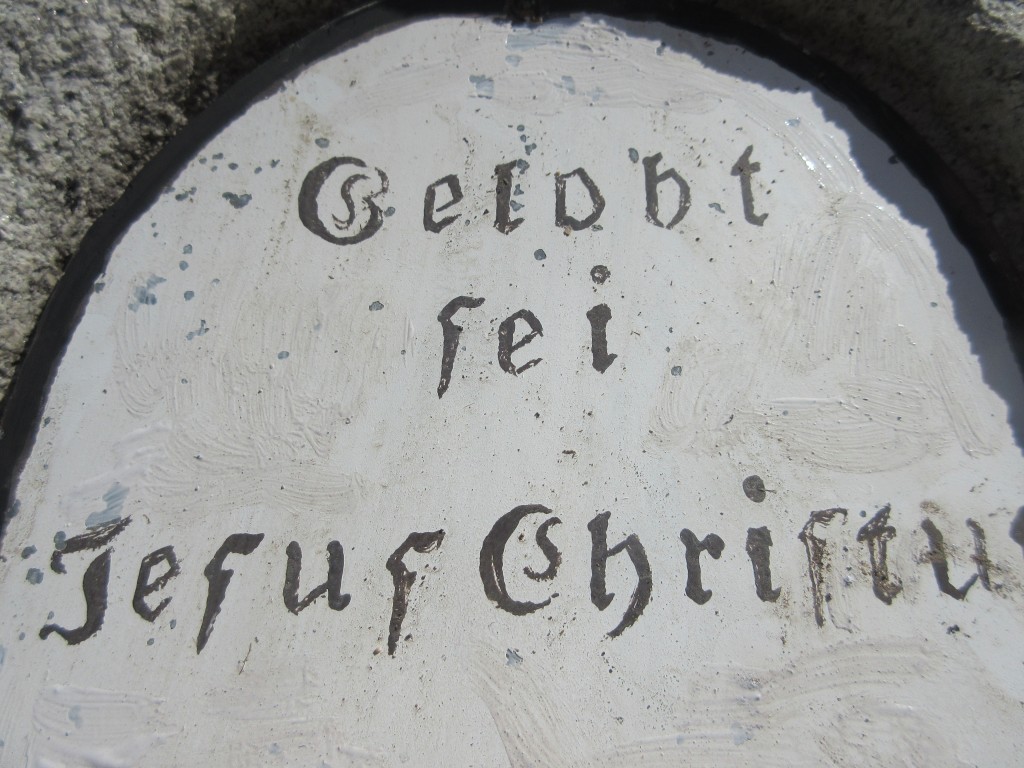 Gelobt
sei
Jesus Christu